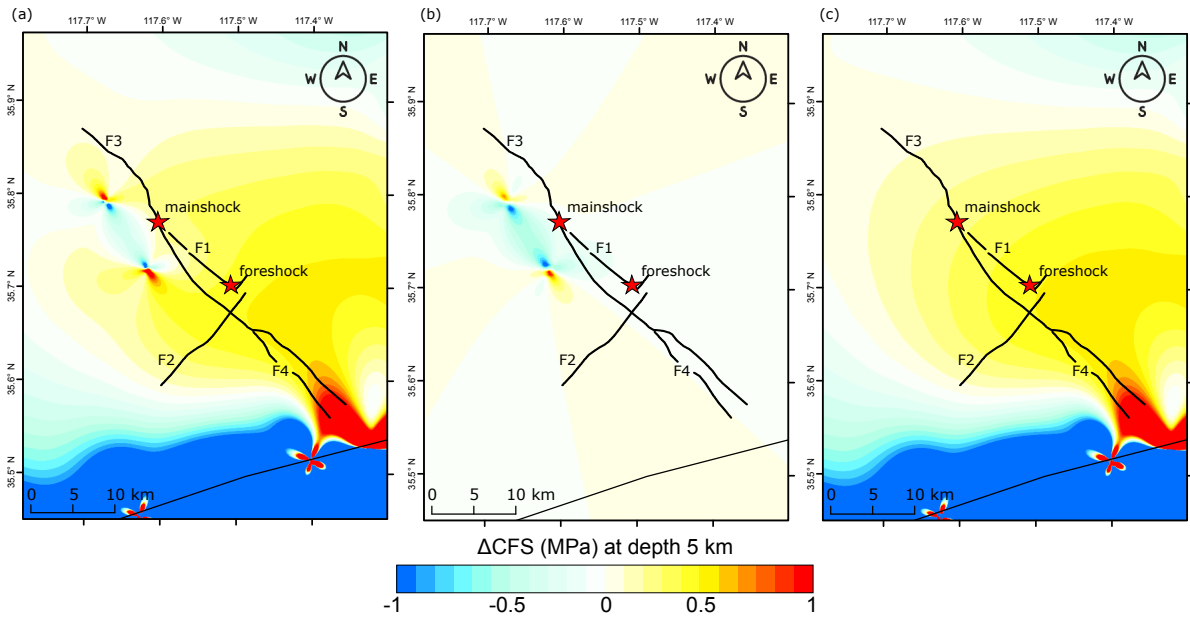 (a)
117.7° W 117.6° W 117.5° W 117.4° W
35.9° N
35.8° N
35.7° N
35.6° N
35.5° N
N
W E
S
F3
mainshock
F1
foreshock
F2
F4
0 5 10 km
(b)
117.7° W 117.6° W 117.5° W 117.4° W
35.9° N
35.8° N
35.7° N
35.6° N
35.5° N
N
W E
S
F3
mainshock
F1
foreshock
F2
F4
0 5 10 km
(c)
117.7° W 117.6° W 117.5° W 117.4° W
35.9° N
35.8° N
35.7° N
35.6° N
35.5° N
N
W E
S
F3
mainshock
F1
foreshock
F2
F4
0 5 10 km
ΔCFS (MPa) at depth 5 km
-1 -0.5 0 0.5 1